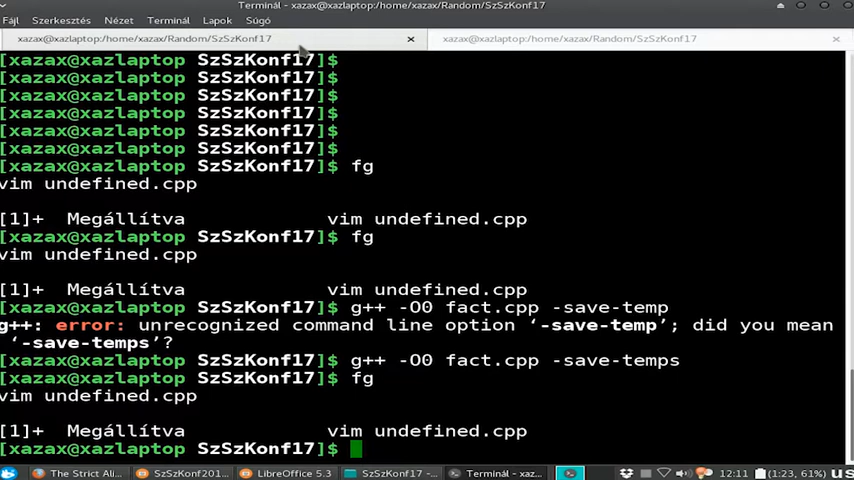 Terminál - xazax@xazlaptop:/home/xazax/Random/SzSzKonf17
Fájl Szerkesztés Nézet Terminál Lapok Súgó
xazax@xazlaptop:/home/xazax/Random/SzSzKonf17 xazax@xazlaptop:/home/xazax/Random/SzSzKonf17
[xazax@xazlaptop SzSzKonf17]$
[xazax@xazlaptop SzSzKonf17]$
[xazax@xazlaptop SzSzKonf17]$
[xazax@xazlaptop SzSzKonf17]$
[xazax@xazlaptop SzSzKonf17]$
[xazax@xazlaptop SzSzKonf17]$
[xazax@xazlaptop SzSzKonf17]$ fg
vim undefined.cpp
[1]+ Megállítva vim undefined.cpp
[xazax@xazlaptop SzSzKonf17]$ fg
vim undefined.cpp
[1]+ Megállítva vim undefined.cpp
[xazax@xazlaptop SzSzKonf17]$ g++ -O0 fact.cpp -save-temp
g++: error: unrecognized command line option ‘-save-temp’; did you mean
‘-save-temps’?
[xazax@xazlaptop SzSzKonf17]$ g++ -O0 fact.cpp -save-temps
[xazax@xazlaptop SzSzKonf17]$ fg
vim undefined.cpp
[1]+ Megállítva vim undefined.cpp
[xazax@xazlaptop SzSzKonf17]$
The Strict Ali... SzSzKonf201... LibreOffice 5.3 SzSzKonf17 -... Terminál - xaz... 12:11 (1:23, 61%) us